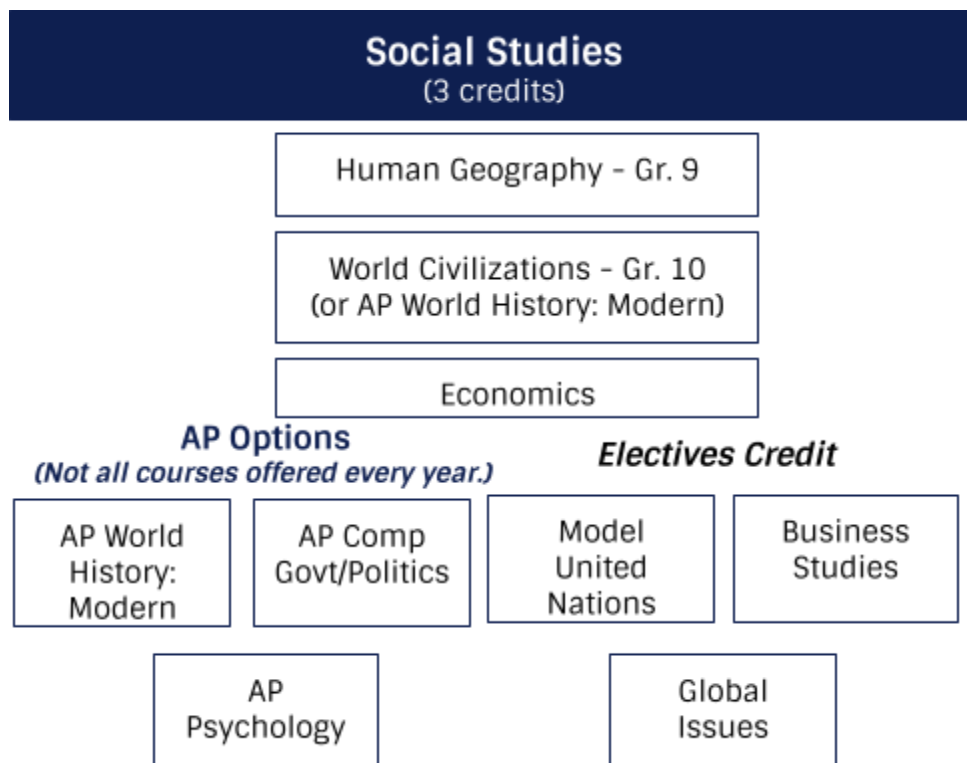 Social Studies
(3 credits)
Human Geography - Gr. 9
World Civilizations - Gr. 10
(or AP World History: Modern)
Economics
AP Options
(Not all courses offered every year.)
AP World
History:
Modern
AP Comp
Govt/Politics
AP
Psychology
Electives Credit
Model
United
Nations
Business
Studies
Global
Issues